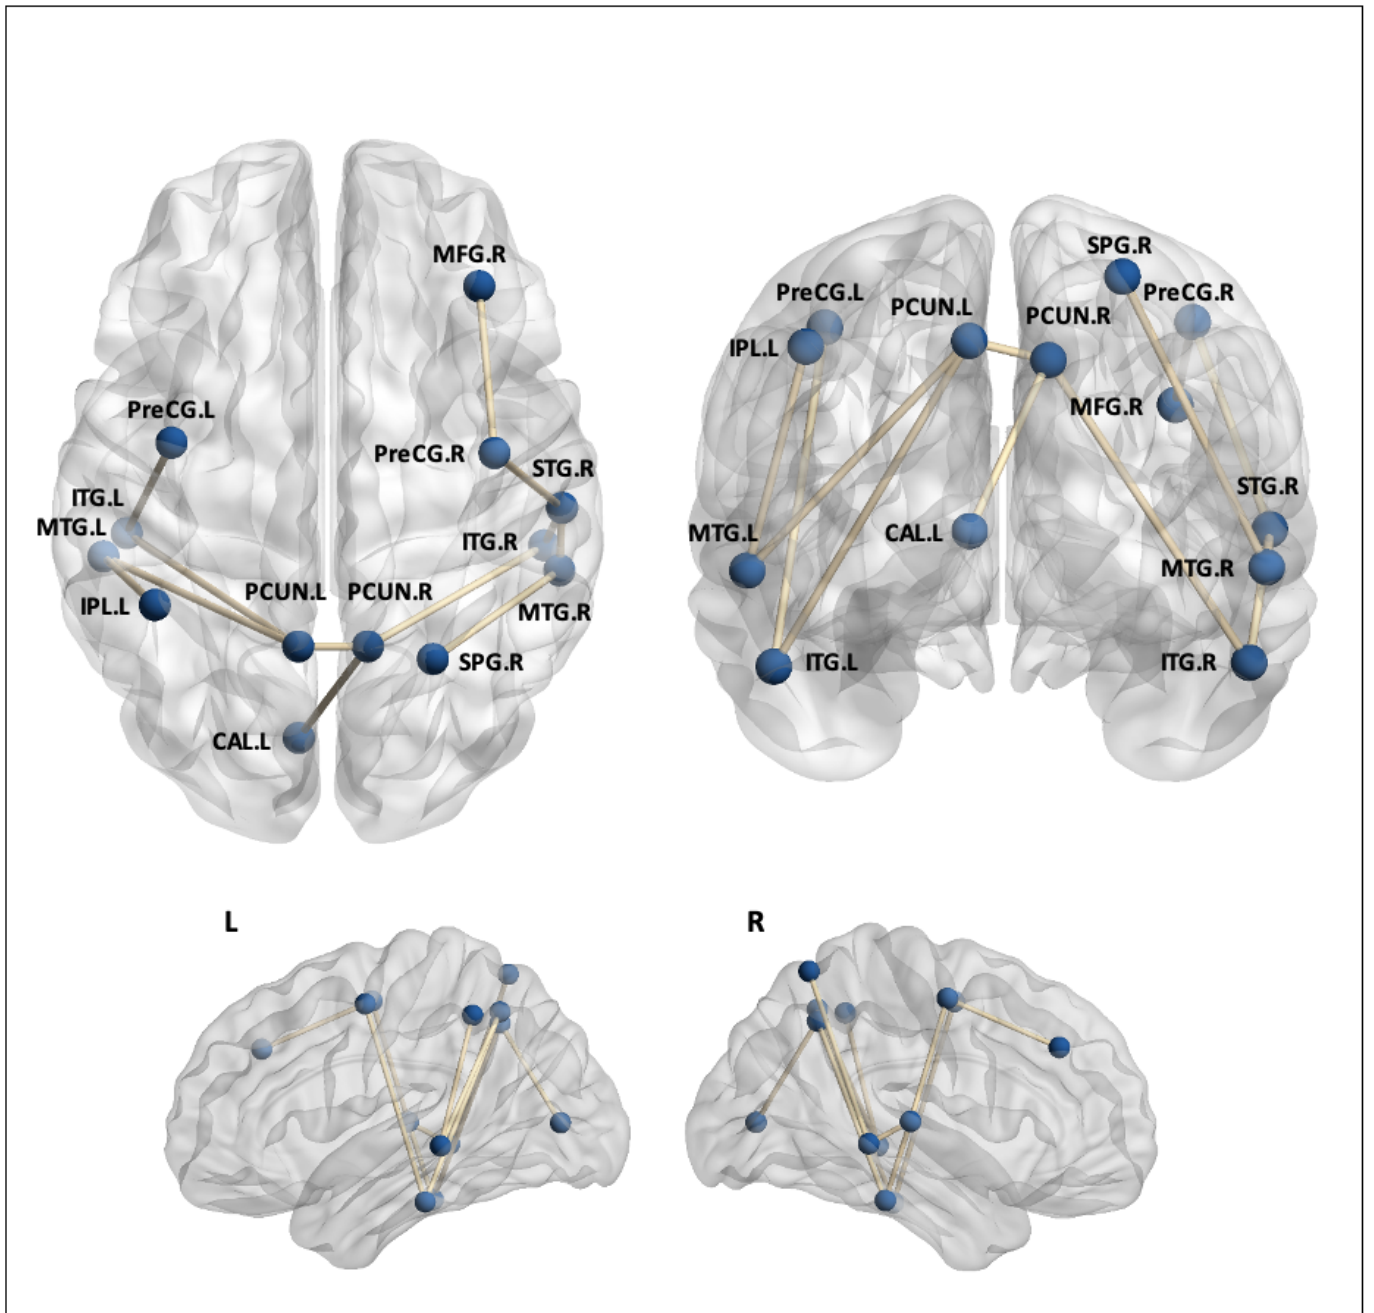 MFG.R
PreCG.L
PreCG.R
STG.R
ITG.L
MTG.L
ITG.R
IPL.L
PCUN.L
PCUN.R
MTG.R
SPG.R
CAL.L
SPG.R
PreCG.L
PreCG.R
PCUN.L
PCUN.R
IPL.L
MFG.R
STG.R
MTG.L
CAL.L
MTG.R
ITG.L
ITG.R
L
R